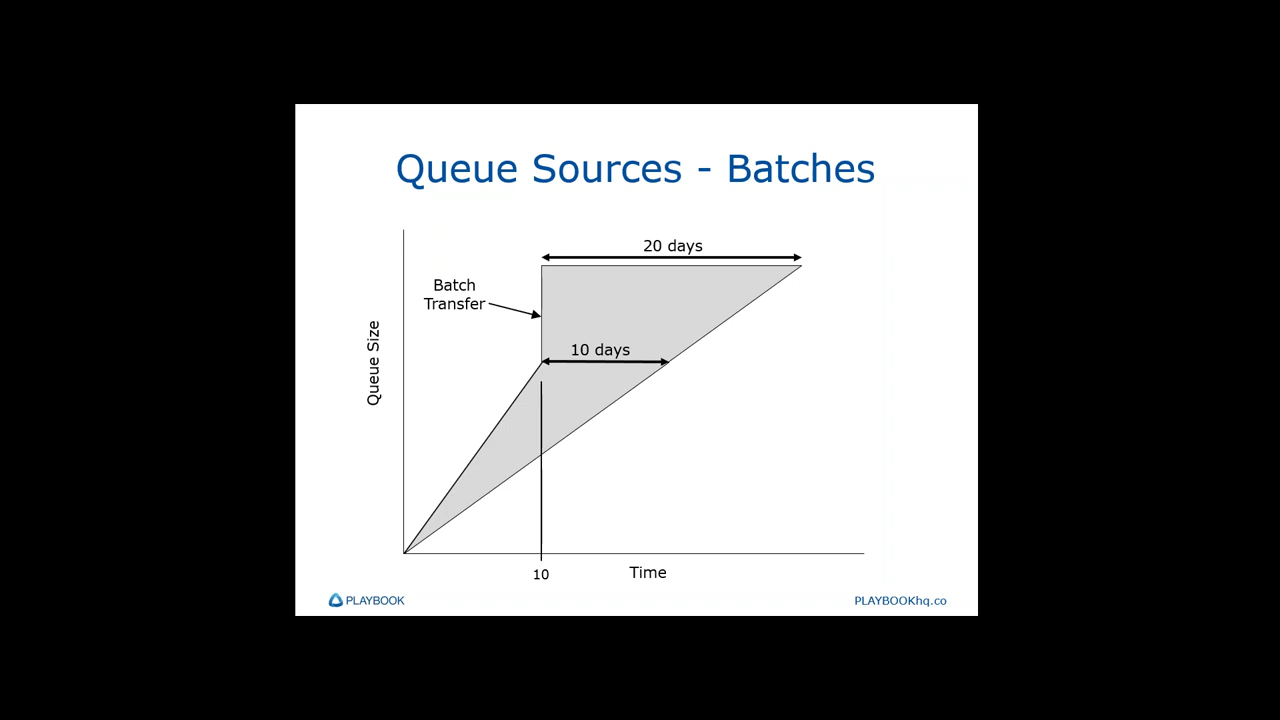 Queue Sources - Batches
20 days
Batch
Transfer
10 days
Queue Size
10
Time
PLAYBOOK
PLAYBOOKhq.co